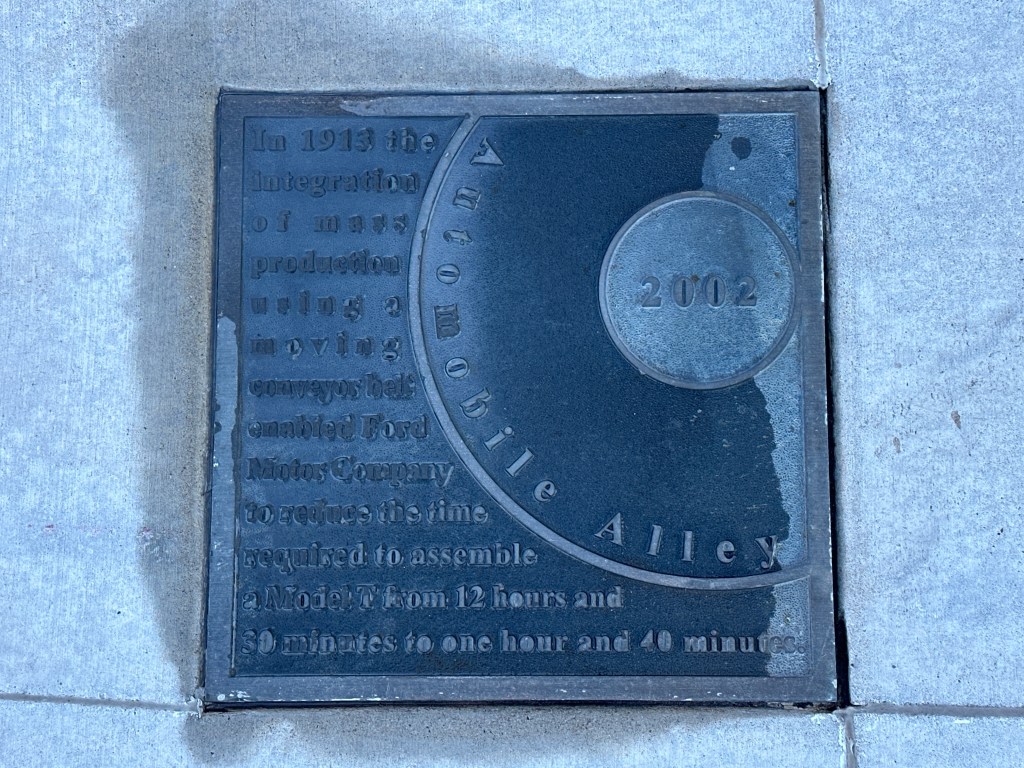 In 1913 the
integration
of mass
production
using a
moving
conveyor belt
enabled Ford
Motor Company
to reduce the time
required to assemble
a Model T from 12 hours and
30 minutes to one hour and 40 minutes.
Automobile Alley
2002